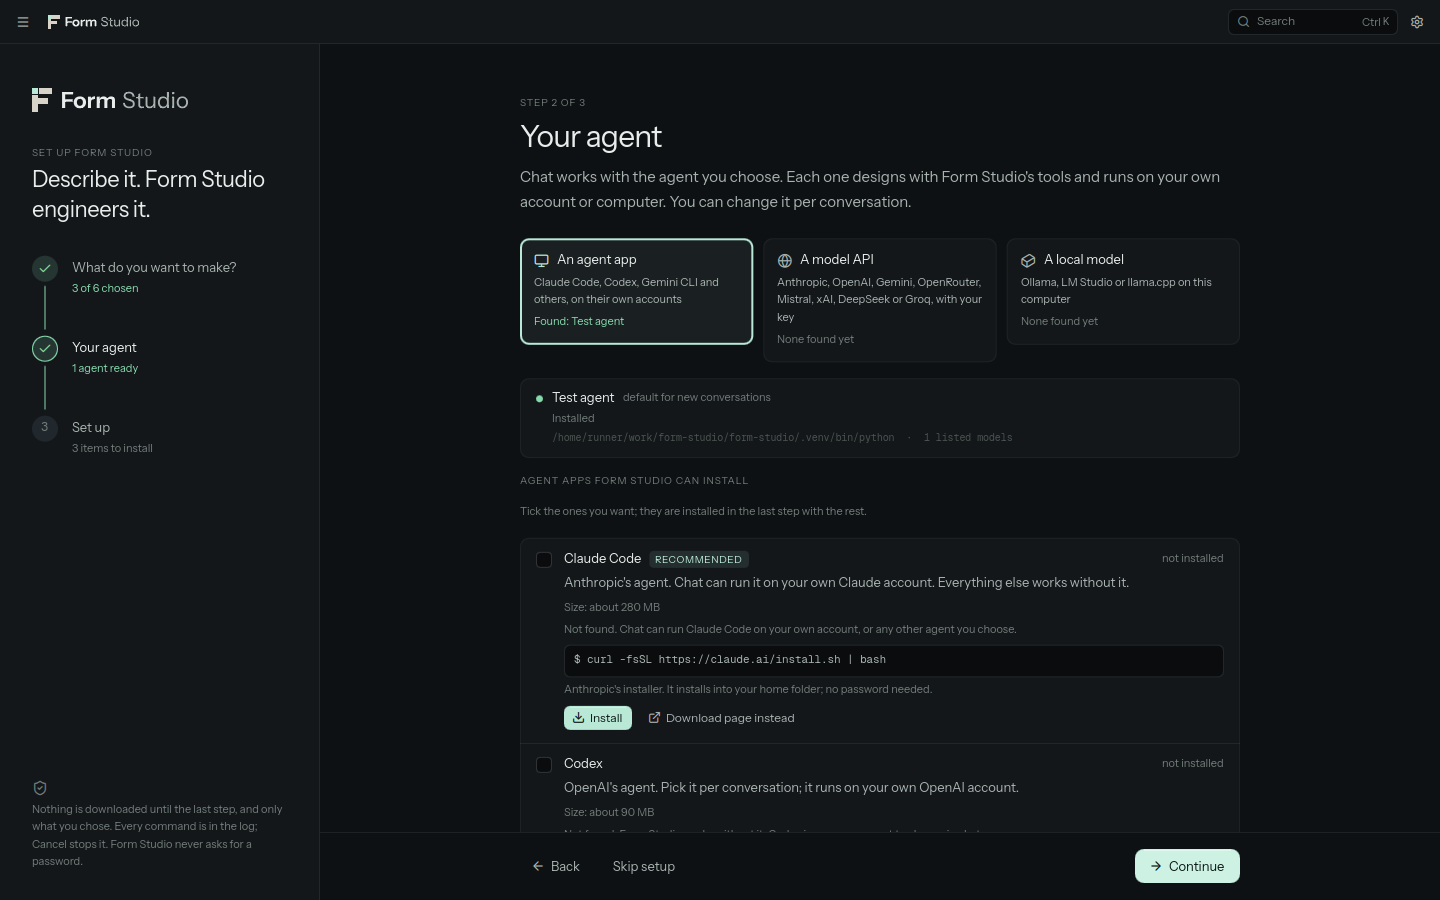 Form Studio
Search
Ctrl K
Form Studio
SET UP FORM STUDIO
Describe it. Form Studio
engineers it.
What do you want to make?
3 of 6 chosen
Your agent
1 agent ready
3
Set up
3 items to install
Nothing is downloaded until the last step, and only
what you chose. Every command is in the log;
Cancel stops it. Form Studio never asks for a
password.
STEP 2 OF 3
Your agent
Chat works with the agent you choose. Each one designs with Form Studio's tools and runs on your own
account or computer. You can change it per conversation.
An agent app
Claude Code, Codex, Gemini CLI and
others, on their own accounts
Found: Test agent
A model API
Anthropic, OpenAI, Gemini, OpenRouter,
Mistral, xAI, DeepSeek or Groq, with your
key
None found yet
A local model
Ollama, LM Studio or llama.cpp on this
computer
None found yet
Test agent default for new conversations
Installed
/home/runner/work/form-studio/form-studio/.venv/bin/python · 1 listed models
AGENT APPS FORM STUDIO CAN INSTALL
Tick the ones you want; they are installed in the last step with the rest.
Claude Code RECOMMENDED not installed
Anthropic's agent. Chat can run it on your own Claude account. Everything else works without it.
Size: about 280 MB
Not found. Chat can run Claude Code on your own account, or any other agent you choose.
$ curl -fsSL https://claude.ai/install.sh | bash
Anthropic's installer. It installs into your home folder; no password needed.
Install
Download page instead
Codex not installed
OpenAI's agent. Pick it per conversation; it runs on your own OpenAI account.
Size: about 90 MB
Back
Skip setup
Continue